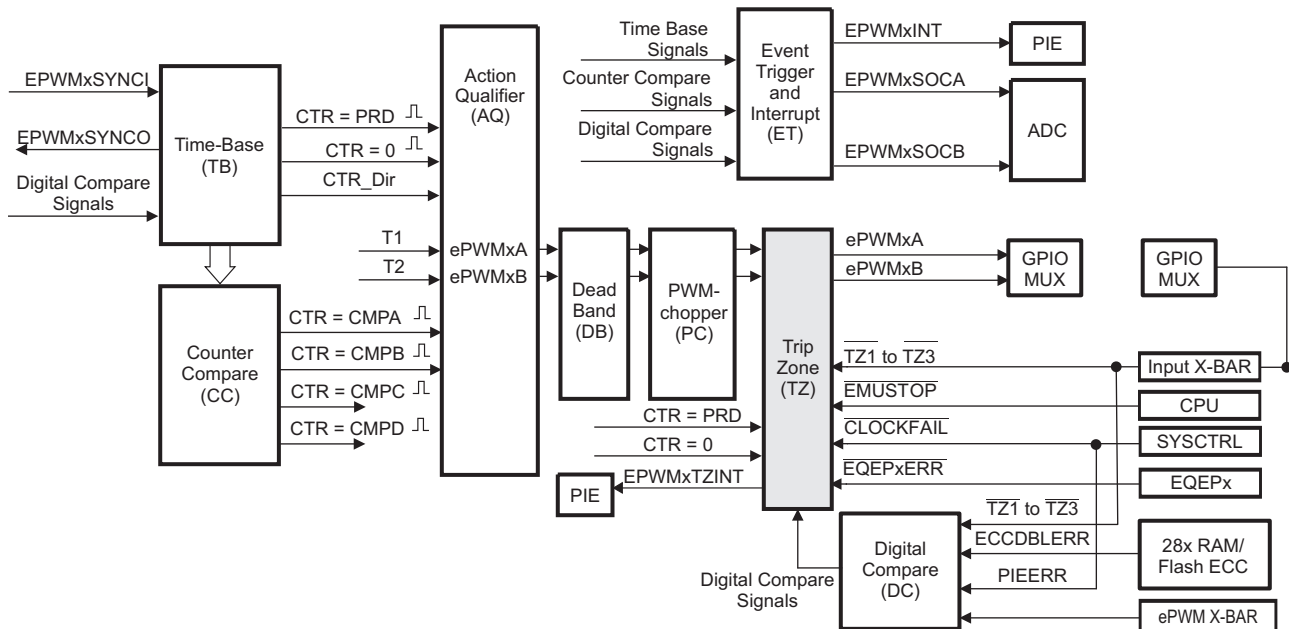 EPWMxSYNCI
EPWMxSYNCO
Digital Compare
Signals
Time-Base
(TB)
CTR = PRD
CTR = 0
CTR_Dir
Action
Qualifier
(AQ)
T1
T2
ePWMxA
ePWMxB
Counter
Compare
(CC)
CTR = CMPA
CTR = CMPB
CTR = CMPC
CTR = CMPD
Time Base
Signals
Counter Compare
Signals
Digital Compare
Signals
Event
Trigger
and
Interrupt
(ET)
EPWMxINT
EPWMxSOCA
EPWMxSOCB
PIE
ADC
Dead
Band
(DB)
PWM-
chopper
(PC)
Trip
Zone
(TZ)
ePWMxA
ePWMxB
GPIO
MUX
GPIO
MUX
TZ1 to TZ3
EMUSTOP
CLOCKFAIL
EQEPxERR
Input X-BAR
CPU
SYSCTRL
EQEPx
CTR = PRD
CTR = 0
EPWMxTZINT
PIE
Digital Compare
Signals
Digital
Compare
(DC)
TZ1 to TZ3
ECCDBLERR
PIEERR
28x RAM/
Flash ECC
ePWM X-BAR